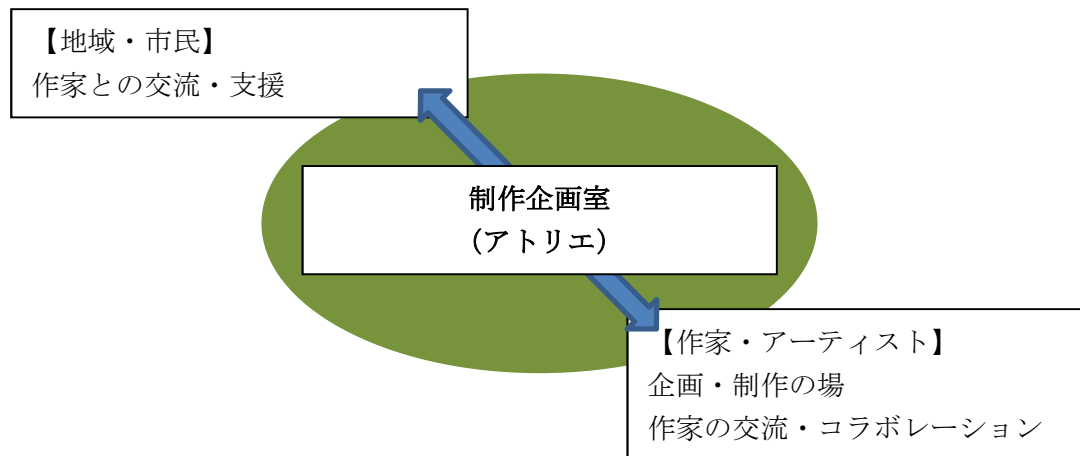 【地域・市民】
作家との交流・支援
制作企画室
（アトリエ）
【作家・アーティスト】
企画・制作の場
作家の交流・コラボレーション